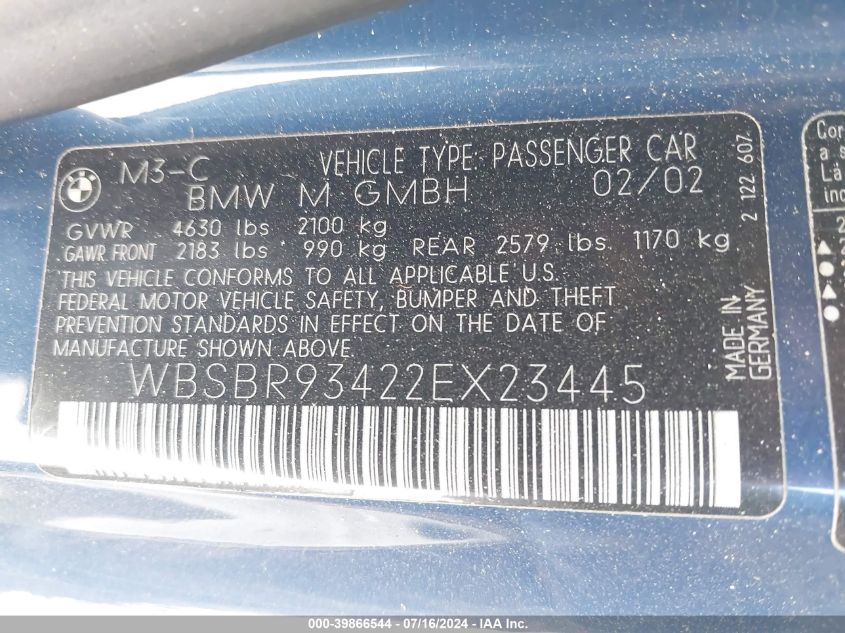 M3-C VEHICLE TYPE: PASSENGER CAR
BMW M GMBH 02/02
GVWR 4630 lbs 2100 kg
GAWR FRONT 2183 lbs 990 kg REAR 2579 lbs 1170 kg
THIS VEHICLE CONFORMS TO ALL APPLICABLE U.S.
FEDERAL MOTOR VEHICLE SAFETY, BUMPER AND THEFT
PREVENTION STANDARDS IN EFFECT ON THE DATE OF
MANUFACTURE SHOWN ABOVE
WBSBR93422EX23445
2 122 607
MADE IN
GERMANY
Cor
a s
La
inc
000-39866544 - 07/16/2024 - IAA Inc.